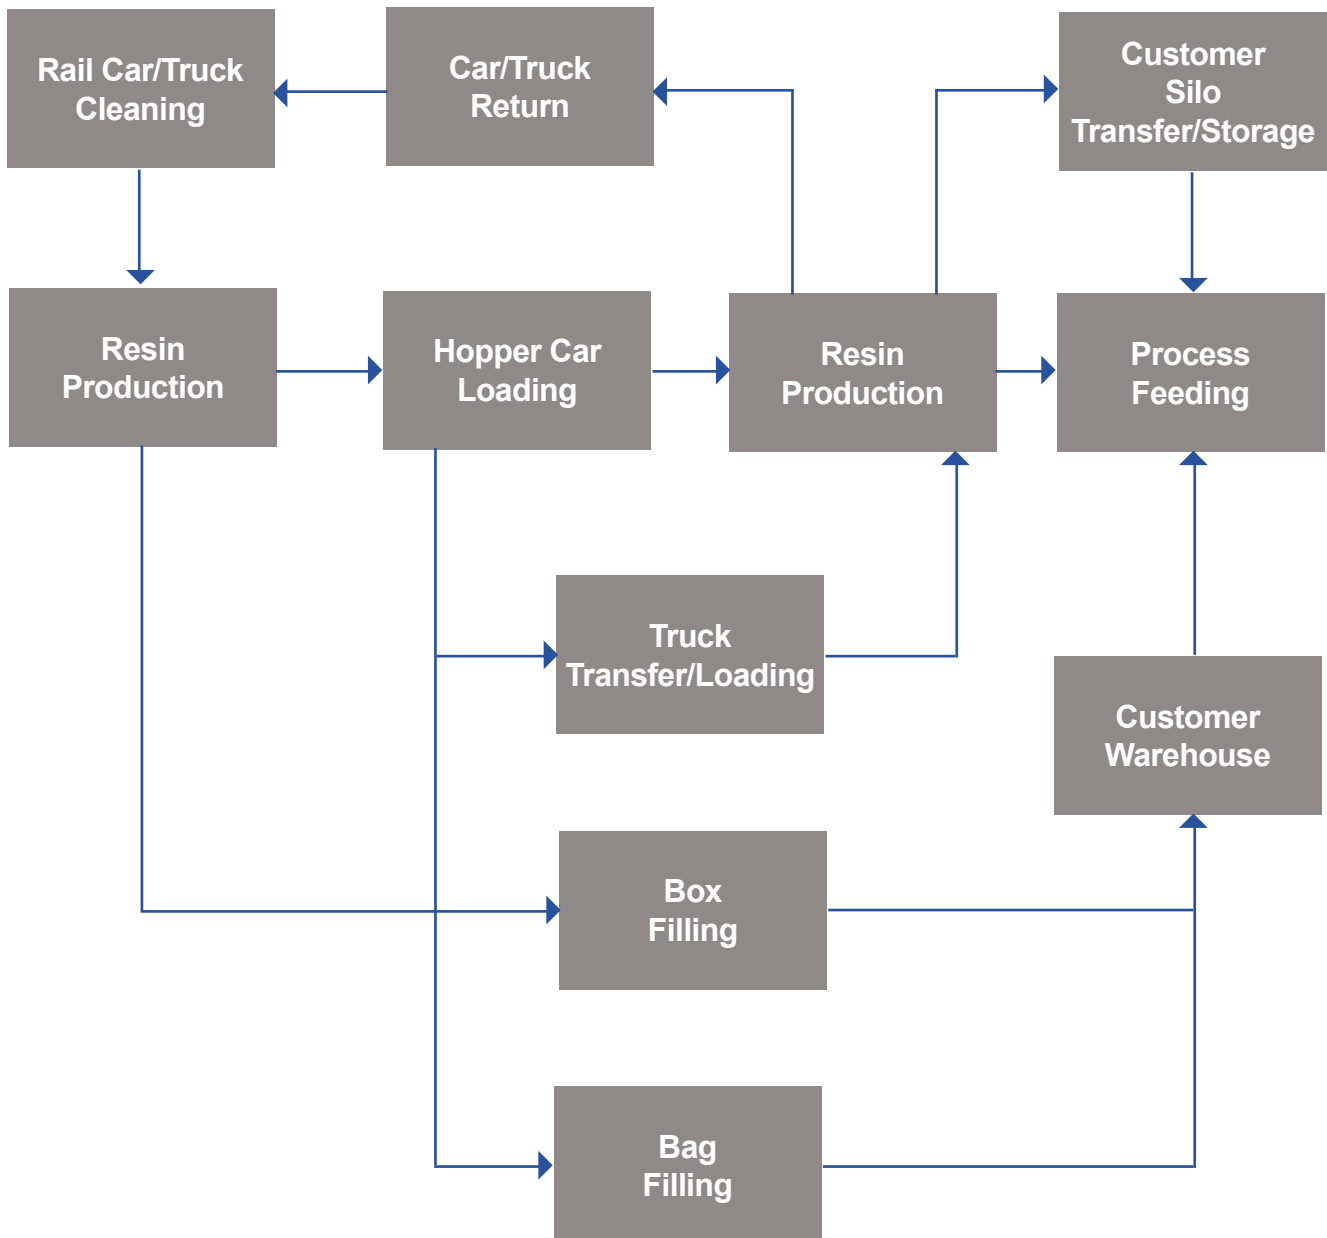 Rail Car/Truck
Cleaning
Car/Truck
Return
Customer
Silo
Transfer/Storage
Resin
Production
Hopper Car
Loading
Resin
Production
Process
Feeding
Truck
Transfer/Loading
Customer
Warehouse
Box
Filling
Bag
Filling